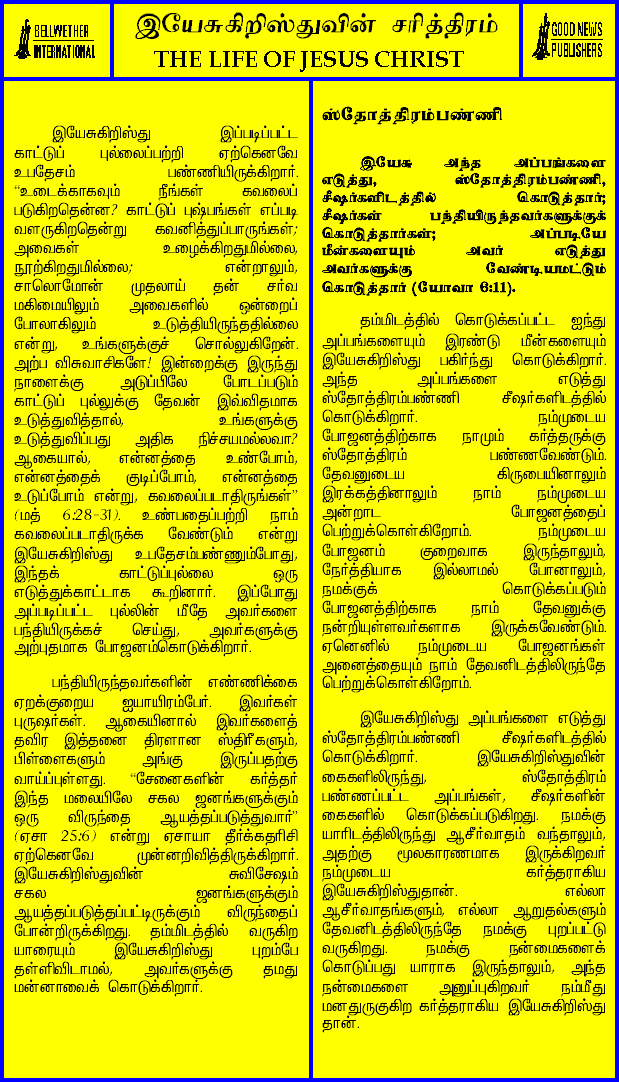 BELLWETHER
INTERNATIONAL
இயேசுகிறிஸ்துவின் சரித்திரம்
THE LIFE OF JESUS CHRIST
GOOD NEWS
PUBLISHERS
இயேசுகிறிஸ்து இப்படிப்பட்ட
காட்டுப் புல்லைப்பற்றி ஏற்கெனவே
உபதேசம் பண்ணியிருக்கிறார்.
“உடைக்காகவும் நீங்கள் கவலைப்
படுகிறதென்ன? காட்டுப் புஷ்பங்கள் எப்படி
வளருகிறதென்று கவனித்துப்பாருங்கள்;
அவைகள் உழைக்கிறதுமில்லை,
நூற்கிறதுமில்லை; என்றாலும்,
சாலொமோன் முதலாய் தன் சர்வ
மகிமையிலும் அவைகளில் ஒன்றைப்
போலாகிலும் உடுத்தியிருந்ததில்லை
என்று, உங்களுக்குச் சொல்லுகிறேன்.
அற்ப விசுவாசிகளே! இன்றைக்கு இருந்து
நாளைக்கு அடுப்பிலே போடப்படும்
காட்டுப் புல்லுக்கு தேவன் இவ்விதமாக
உடுத்துவித்தால், உங்களுக்கு
உடுத்துவிப்பது அதிக நிச்சயமல்லவா?
ஆகையால், என்னத்தை உண்போம்,
என்னத்தைக் குடிப்போம், என்னத்தை
உடுப்போம் என்று, கவலைப்படாதிருங்கள்”
(மத் 6:28-31). உண்பதைப்பற்றி நாம்
கவலைப்படாதிருக்க வேண்டும் என்று
இயேசுகிறிஸ்து உபதேசம்பண்ணும்போது,
இந்தக் காட்டுப்புல்லை ஒரு
எடுத்துக்காட்டாக கூறினார். இப்போது
அப்படிப்பட்ட புல்லின் மீதே அவர்களை
பந்தியிருக்கச் செய்து, அவர்களுக்கு
அற்புதமாக போஜனம்கொடுக்கிறார்.
பந்தியிருந்தவர்களின் எண்ணிக்கை
ஏறக்குறைய ஐயாயிரம்பேர். இவர்கள்
புருஷர்கள். ஆகையினால் இவர்களைத்
தவிர இத்தனை திரளான ஸ்திரீகளும்,
பிள்ளைகளும் அங்கு இருப்பதற்கு
வாய்ப்புள்ளது. “சேனைகளின் கர்த்தர்
இந்த மலையிலே சகல ஜனங்களுக்கும்
ஒரு விருந்தை ஆயத்தப்படுத்துவார்”
(ஏசா 25:6) என்று ஏசாயா தீர்க்கதரிசி
ஏற்கெனவே முன்னறிவித்திருக்கிறார்.
இயேசுகிறிஸ்துவின் சுவிசேஷம்
சகல ஜனங்களுக்கும்
ஆயத்தப்படுத்தப்பட்டிருக்கும் விருந்தைப்
போன்றிருக்கிறது. தம்மிடத்தில் வருகிற
யாரையும் இயேசுகிறிஸ்து புறம்பே
தள்ளிவிடாமல், அவர்களுக்கு தமது
மன்னாவைக் கொடுக்கிறார்.
ஸ்தோத்திரம்பண்ணி
இயேசு அந்த அப்பங்களை
எடுத்து, ஸ்தோத்திரம்பண்ணி,
சீஷர்களிடத்தில் கொடுத்தார்;
சீஷர்கள் பந்தியிருந்தவர்களுக்குக்
கொடுத்தார்கள்; அப்படியே
மீன்களையும் அவர் எடுத்து
அவர்களுக்கு வேண்டியமட்டும்
கொடுத்தார் (யோவா 6:11).
தம்மிடத்தில் கொடுக்கப்பட்ட ஐந்து
அப்பங்களையும் இரண்டு மீன்களையும்
இயேசுகிறிஸ்து பகிர்ந்து கொடுக்கிறார்.
அந்த அப்பங்களை எடுத்து
ஸ்தோத்திரம்பண்ணி சீஷர்களிடத்தில்
கொடுக்கிறார். நம்முடைய
போஜனத்திற்காக நாமும் கர்த்தருக்கு
ஸ்தோத்திரம் பண்ணவேண்டும்.
தேவனுடைய கிருபையினாலும்
இரக்கத்தினாலும் நாம் நம்முடைய
அன்றாட போஜனத்தைப்
பெற்றுக்கொள்கிறோம். நம்முடைய
போஜனம் குறைவாக இருந்தாலும்,
நேர்த்தியாக இல்லாமல் போனாலும்,
நமக்குக் கொடுக்கப்படும்
போஜனத்திற்காக நாம் தேவனுக்கு
நன்றியுள்ளவர்களாக இருக்கவேண்டும்.
ஏனெனில் நம்முடைய போஜனங்கள்
அனைத்தையும் நாம் தேவனிடத்திலிருந்தே
பெற்றுக்கொள்கிறோம்.
இயேசுகிறிஸ்து அப்பங்களை எடுத்து
ஸ்தோத்திரம்பண்ணி சீஷர்களிடத்தில்
கொடுக்கிறார். இயேசுகிறிஸ்துவின்
கைகளிலிருந்து, ஸ்தோத்திரம்
பண்ணப்பட்ட அப்பங்கள், சீஷர்களின்
கைகளில் கொடுக்கப்படுகிறது. நமக்கு
யாரிடத்திலிருந்து ஆசீர்வாதம் வந்தாலும்,
அதற்கு மூலகாரணமாக இருக்கிறவர்
நம்முடைய கர்த்தராகிய
இயேசுகிறிஸ்துதான். எல்லா
ஆசீர்வாதங்களும், எல்லா ஆறுதல்களும்
தேவனிடத்திலிருந்தே நமக்கு புறப்பட்டு
வருகிறது. நமக்கு நன்மைகளைக்
கொடுப்பது யாராக இருந்தாலும், அந்த
நன்மைகளை அனுப்புகிறவர் நம்மீது
மனதுருகுகிற கர்த்தராகிய இயேசுகிறிஸ்து
தான்.